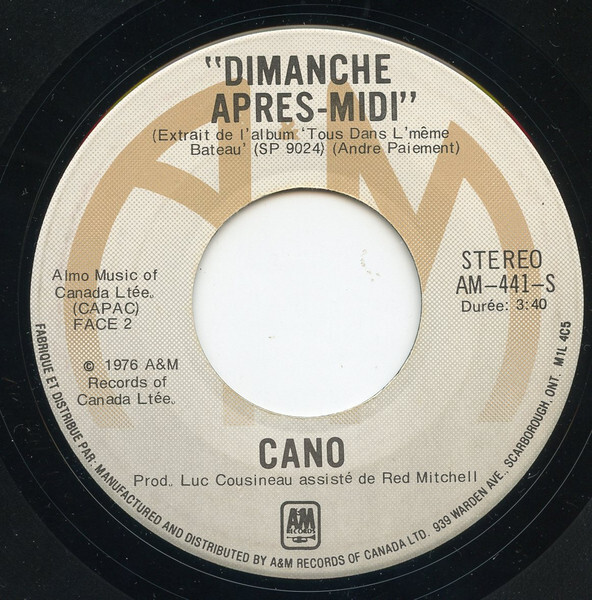 "DIMANCHE
APRES-MIDI"
(Extrait de l'album 'Tous Dans L'même
Bateau' (SP 9024) (Andre Paiement)
STEREO
AM-441-S
Durée: 3:40
Almo Music of
Canada Ltée.
(CAPAC)
FACE 2
© 1976 A&M
Records of
Canada Ltée.
CANO
Prod. Luc Cousineau assisté de Red Mitchell
A&M
RECORDS
FABRIQUE ET DISTRIBUE PAR: MANUFACTURED AND DISTRIBUTED BY A&M RECORDS OF CANADA LTD. 939 WARDEN AVE., SCARBOROUGH, ONT. M1L 4C5